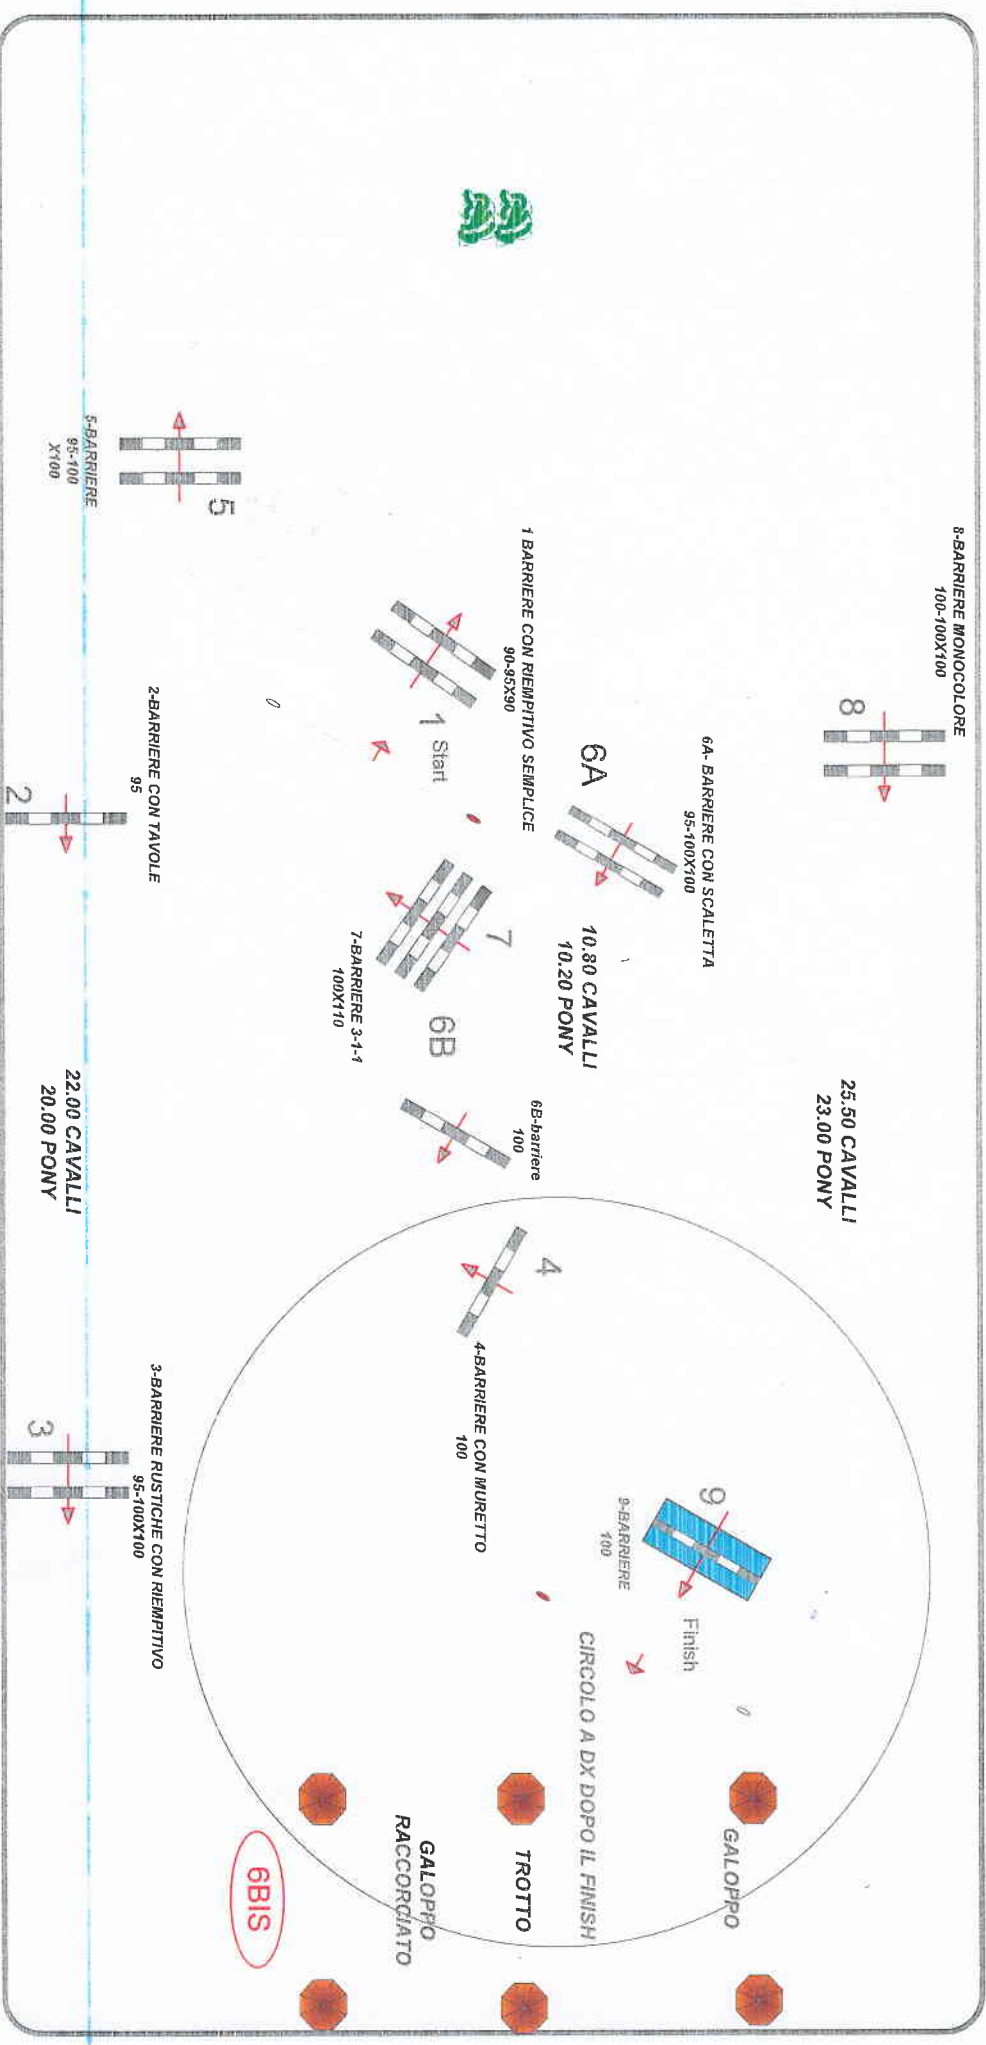 8-BARRIERE MONOCOLORE
100-100X100
8
25.50 CAVALLI
23.00 PONY
6A- BARRIERE CON SCALETTA
95-100X100
6A
10.80 CAVALLI
10.20 PONY
1 BARRIERE CON RIEMPITIVO SEMPLICE
90-95X90
1 Start
7
6B
6B-barriere
100
7-BARRIERE 3-1-1
100X110
4
4-BARRIERE CON MURETTO
100
9
9-BARRIERE
100
Finish
CIRCOLO A DX DOPO IL FINISH
GALOPPO
TROTTO
GALOPPO
RACCORCIATO
6BIS
5
5-BARRIERE
95-100
X100
2-BARRIERE CON TAVOLE
95
2
22.00 CAVALLI
20.00 PONY
3-BARRIERE RUSTICHE CON RIEMPITIVO
95-100X100
3